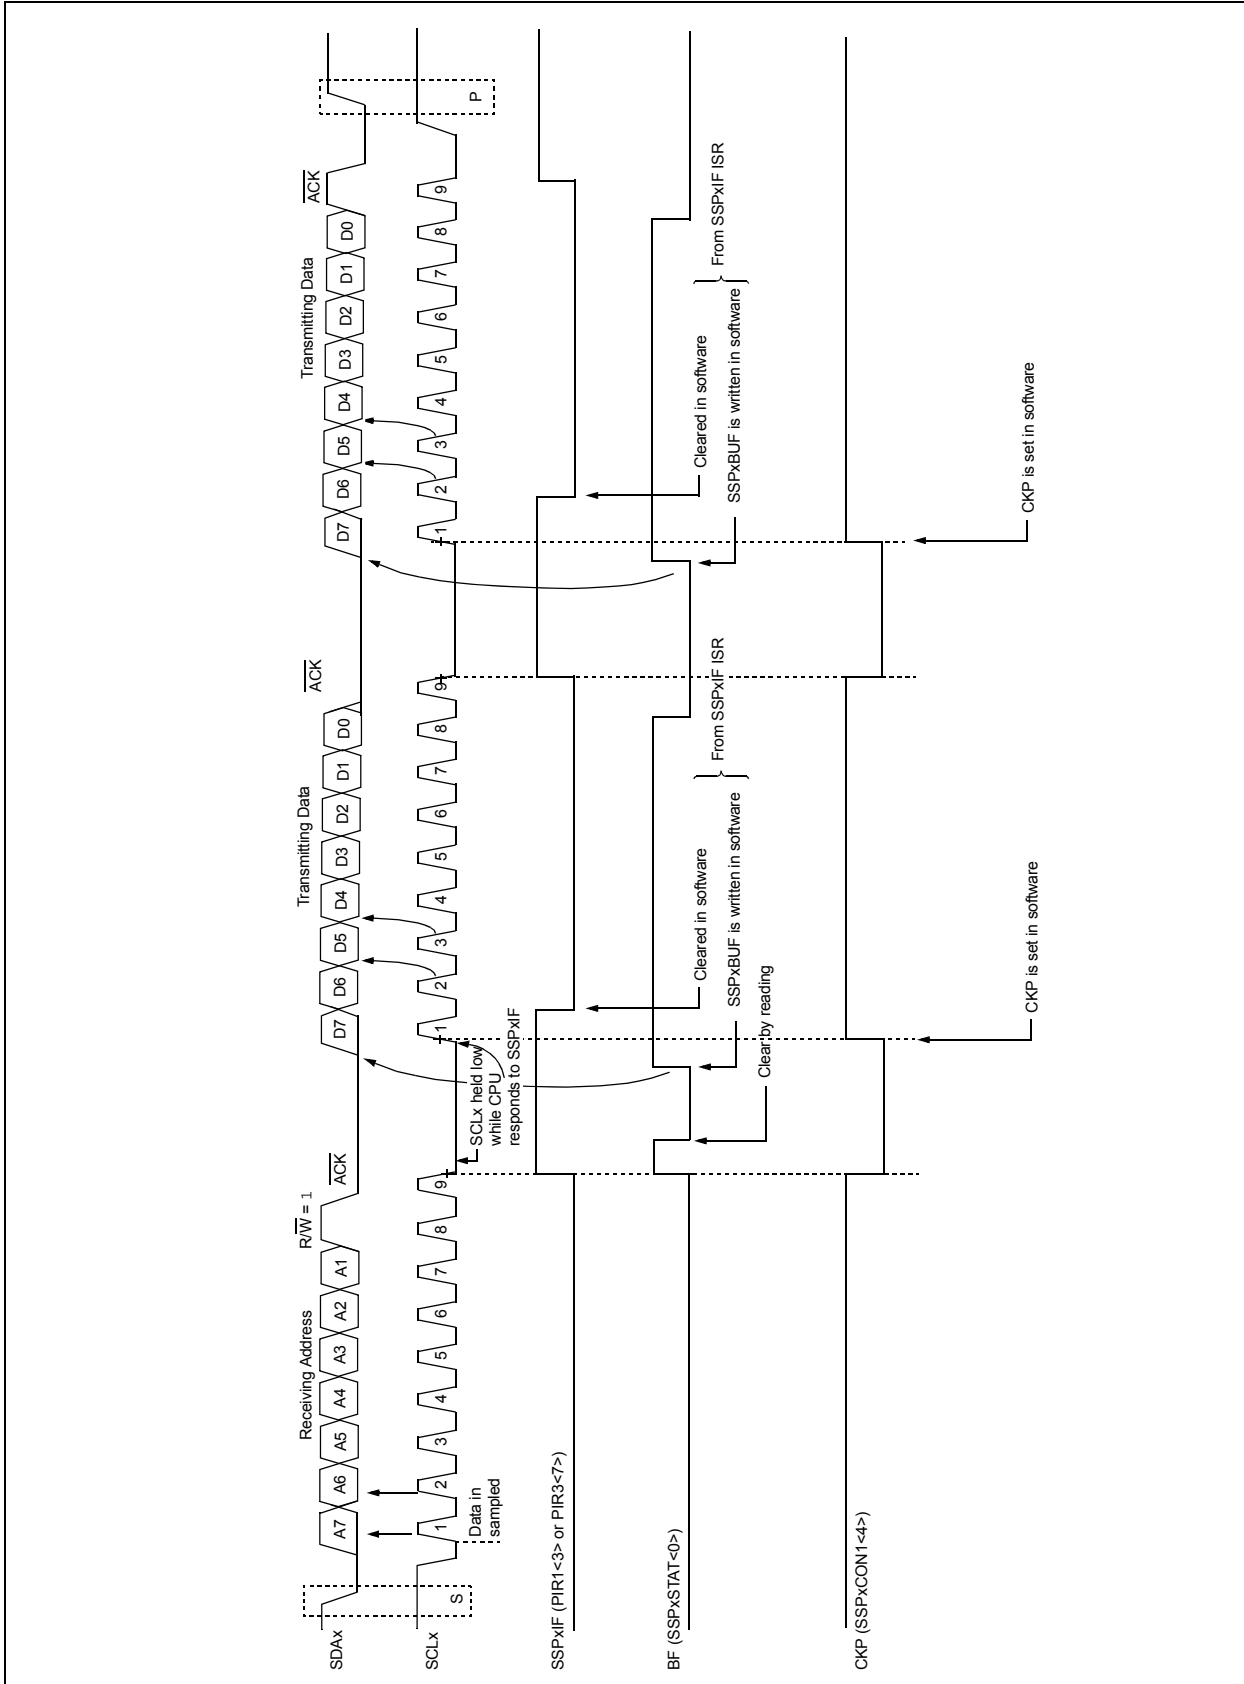 SDAx
S
Receiving Address
R/W = 1
ACK
A7
A6
A5
A4
A3
A2
A1
Transmitting Data
ACK
D7
D6
D5
D4
D3
D2
D1
D0
Transmitting Data
ACK
D7
D6
D5
D4
D3
D2
D1
D0
P
SCLx
1
2
3
4
5
6
7
8
9
1
2
3
4
5
6
7
8
9
1
2
3
4
5
6
7
8
9
Data in
sampled
SCLx held low
while CPU
responds to SSPxIF
SSPxIF (PIR1<3> or PIR3<7>)
BF (SSPxSTAT<0>)
Cleared in software
SSPxBUF is written in software
From SSPxIF ISR
Clear by reading
Cleared in software
SSPxBUF is written in software
From SSPxIF ISR
CKP (SSPxCON1<4>)
CKP is set in software
CKP is set in software